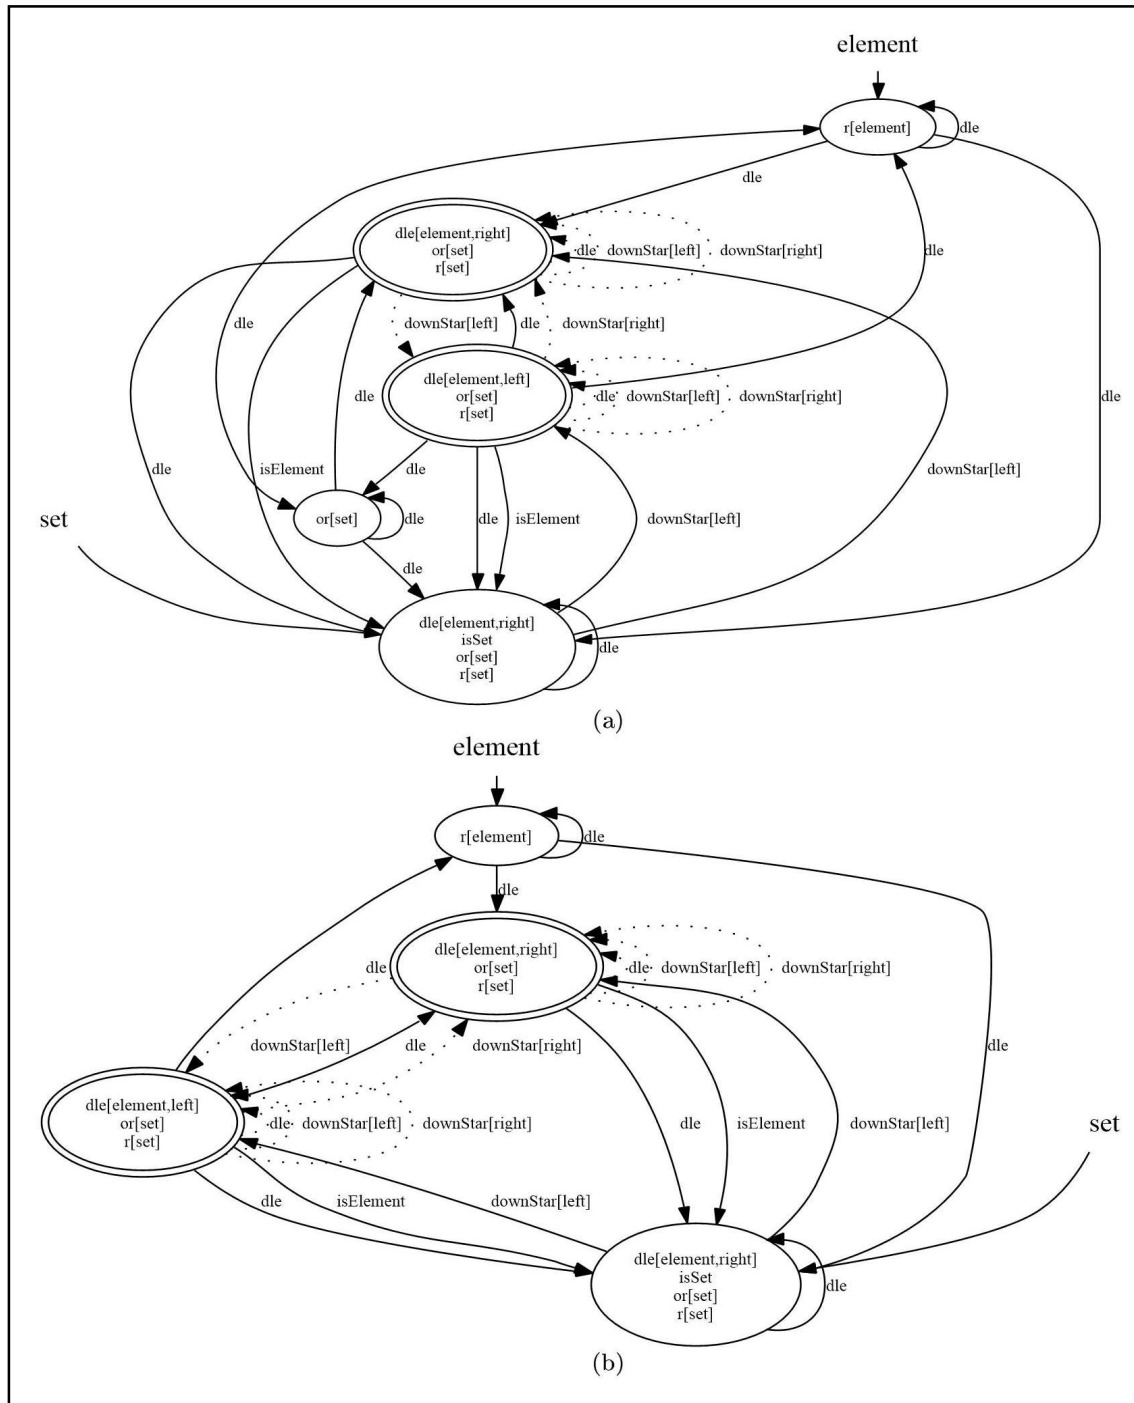 element
r[element]
dle
dle
dle[element,right]
or[set]
r[set]
dle
downStar[left]
downStar[right]
dle
dle
downStar[left]
dle
downStar[right]
dle[element,left]
or[set]
r[set]
dle
dle
downStar[left]
downStar[right]
dle
dle
isElement
dle
downStar[left]
set
or[set]
dle
dle
isElement
downStar[left]
dle
dle[element,right]
isSet
or[set]
r[set]
dle
(a)
element
r[element]
dle
dle
dle[element,right]
or[set]
r[set]
dle
dle
downStar[left]
downStar[right]
downStar[left]
dle
downStar[right]
dle
dle[element,left]
or[set]
r[set]
dle
downStar[left]
downStar[right]
dle
isElement
downStar[left]
set
dle
isElement
downStar[left]
dle[element,right]
isSet
or[set]
r[set]
dle
(b)